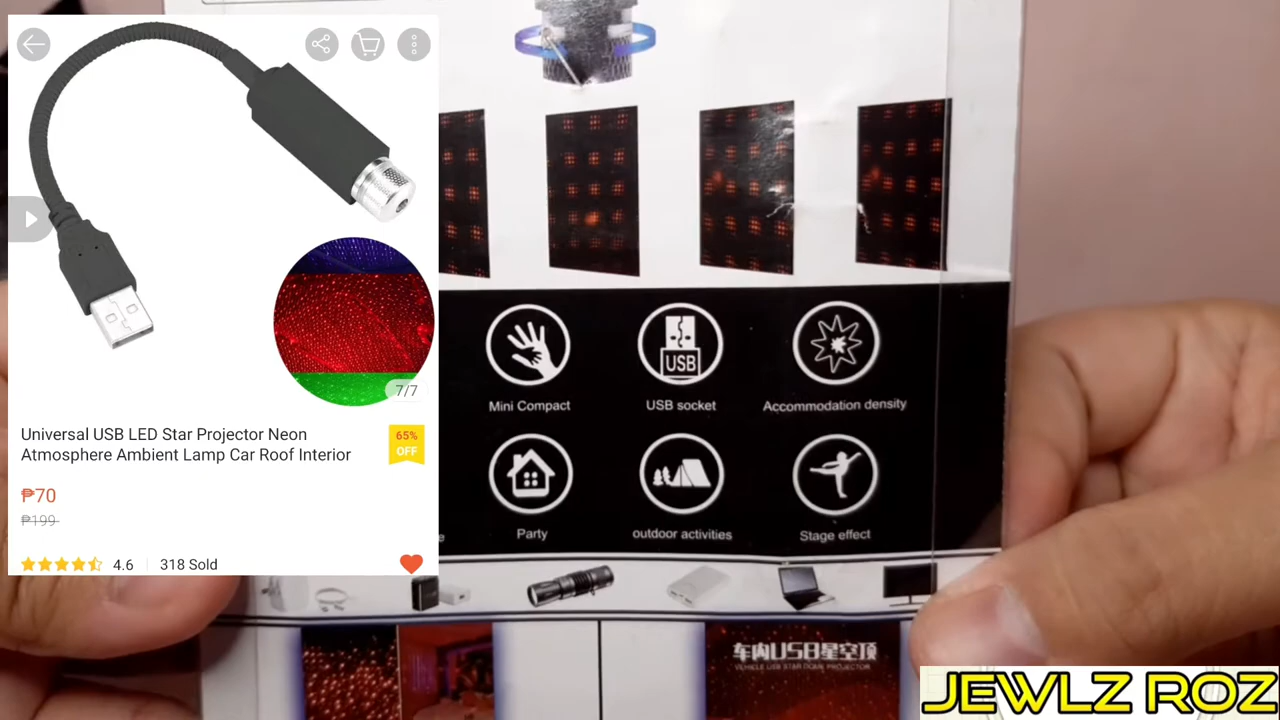 7/7
Universal USB LED Star Projector Neon
Atmosphere Ambient Lamp Car Roof Interior
65%
OFF
₱70
₱199
4.6
318 Sold
USB
Mini Compact
USB socket
Accommodation density
Party
outdoor activities
Stage effect
车内USB星空顶
VEHICLE USB STAR DOME PROJECTOR
JEWLZ ROZ